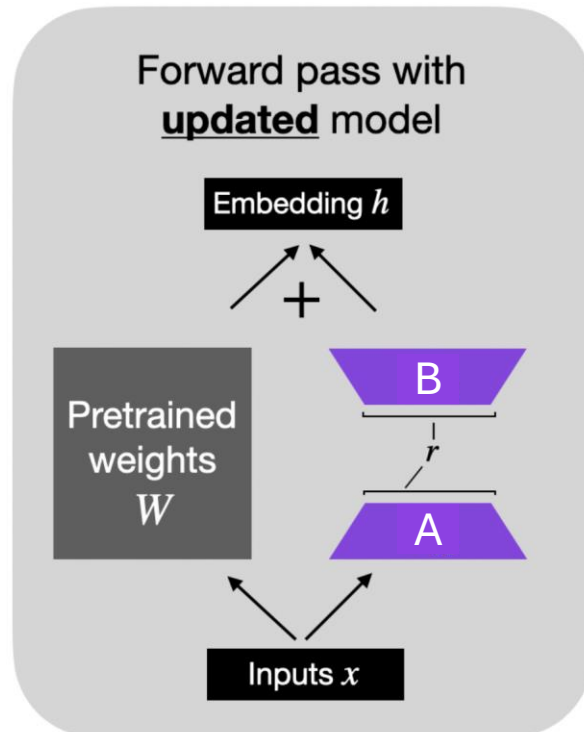 Forward pass with
updated model
Embedding h
+
Pretrained
weights
W
B
r
A
Inputs x